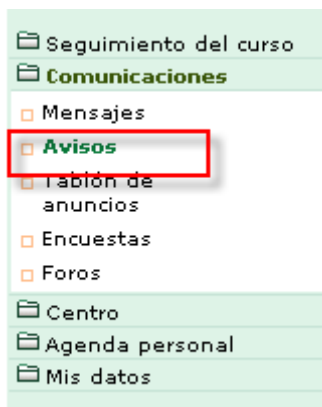 Seguimiento del curso
Comunicaciones
Mensajes
Avisos
Tablón de
anuncios
Encuestas
Foros
Centro
Agenda personal
Mis datos